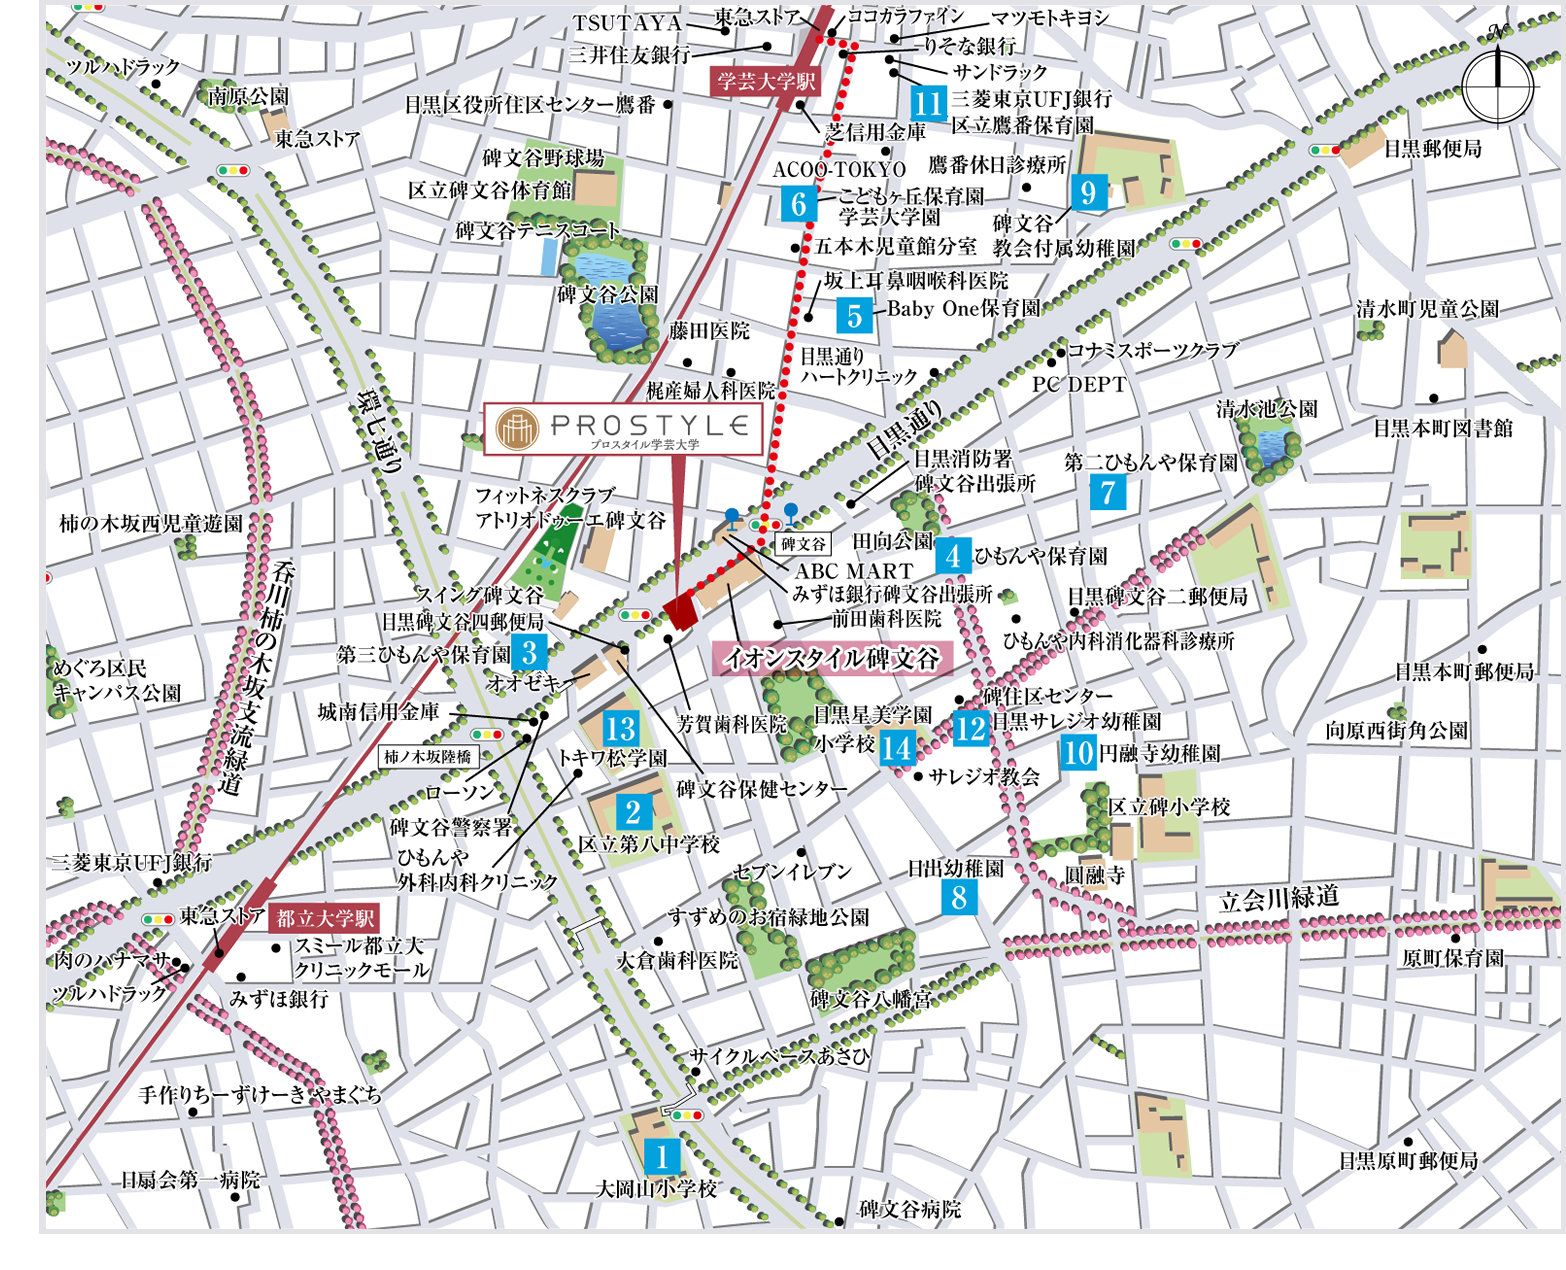 TSUTAYA
東急ストア
ココカラファイン
マツモトキヨシ
N
三井住友銀行
りそな銀行
ツルハドラック
学芸大学駅
サンドラック
南原公園
目黒区役所住区センター鷹番
11
三菱東京UFJ銀行
区立鷹番保育園
東急ストア
芝信用金庫
目黒郵便局
碑文谷野球場
ACOO-TOKYO
鷹番休日診療所
区立碑文谷体育館
6
こどもヶ丘保育園
学芸大学園
9
碑文谷
教会付属幼稚園
碑文谷テニスコート
五本木児童館分室
坂上耳鼻咽喉科医院
碑文谷公園
5
Baby One保育園
清水町児童公園
藤田医院
目黒通り
ハートクリニック
コナミスポーツクラブ
PC DEPT
梶産婦人科医院
環七通り
PROSTYLE
プロスタイル学芸大学
目黒通り
清水池公園
目黒本町図書館
目黒消防署
碑文谷出張所
第二ひもんや保育園
7
フィットネスクラブ
アトリオドゥーエ碑文谷
柿の木坂西児童遊園
碑文谷
田向公園
4
ひもんや保育園
ABC MART
みずほ銀行碑文谷出張所
スイング碑文谷
目黒碑文谷二郵便局
呑川柿の木坂支流緑道
目黒碑文谷四郵便局
前田歯科医院
ひもんや内科消化器科診療所
第三ひもんや保育園
3
イオンスタイル碑文谷
めぐろ区民
キャンパス公園
目黒本町郵便局
オオゼキ
碑住区センター
城南信用金庫
13
芳賀歯科医院
目黒星美学園
小学校
14
12
目黒サレジオ幼稚園
向原西街角公園
柿ノ木坂陸橋
トキワ松学園
10
円融寺幼稚園
サレジオ教会
ローソン
碑文谷保健センター
2
区立碑小学校
碑文谷警察署
区立第八中学校
ひもんや
外科内科クリニック
三菱東京UFJ銀行
セブンイレブン
日出幼稚園
8
圓融寺
立会川緑道
東急ストア
都立大学駅
すずめのお宿緑地公園
スミール都立大
クリニックモール
肉のハナマサ
大倉歯科医院
原町保育園
ツルハドラック
みずほ銀行
碑文谷八幡宮
サイクルベースあさひ
手作りちーずけーき やまぐち
1
大岡山小学校
目黒原町郵便局
日扇会第一病院
碑文谷病院